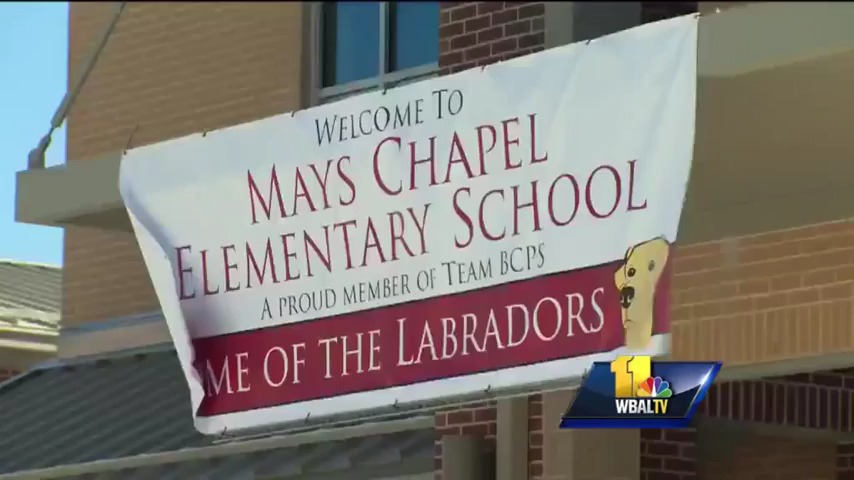 WELCOME TO
MAYS CHAPEL
ELEMENTARY SCHOOL
A PROUD MEMBER OF TEAM BCPS
ME OF THE LABRADORS
11
WBALTV